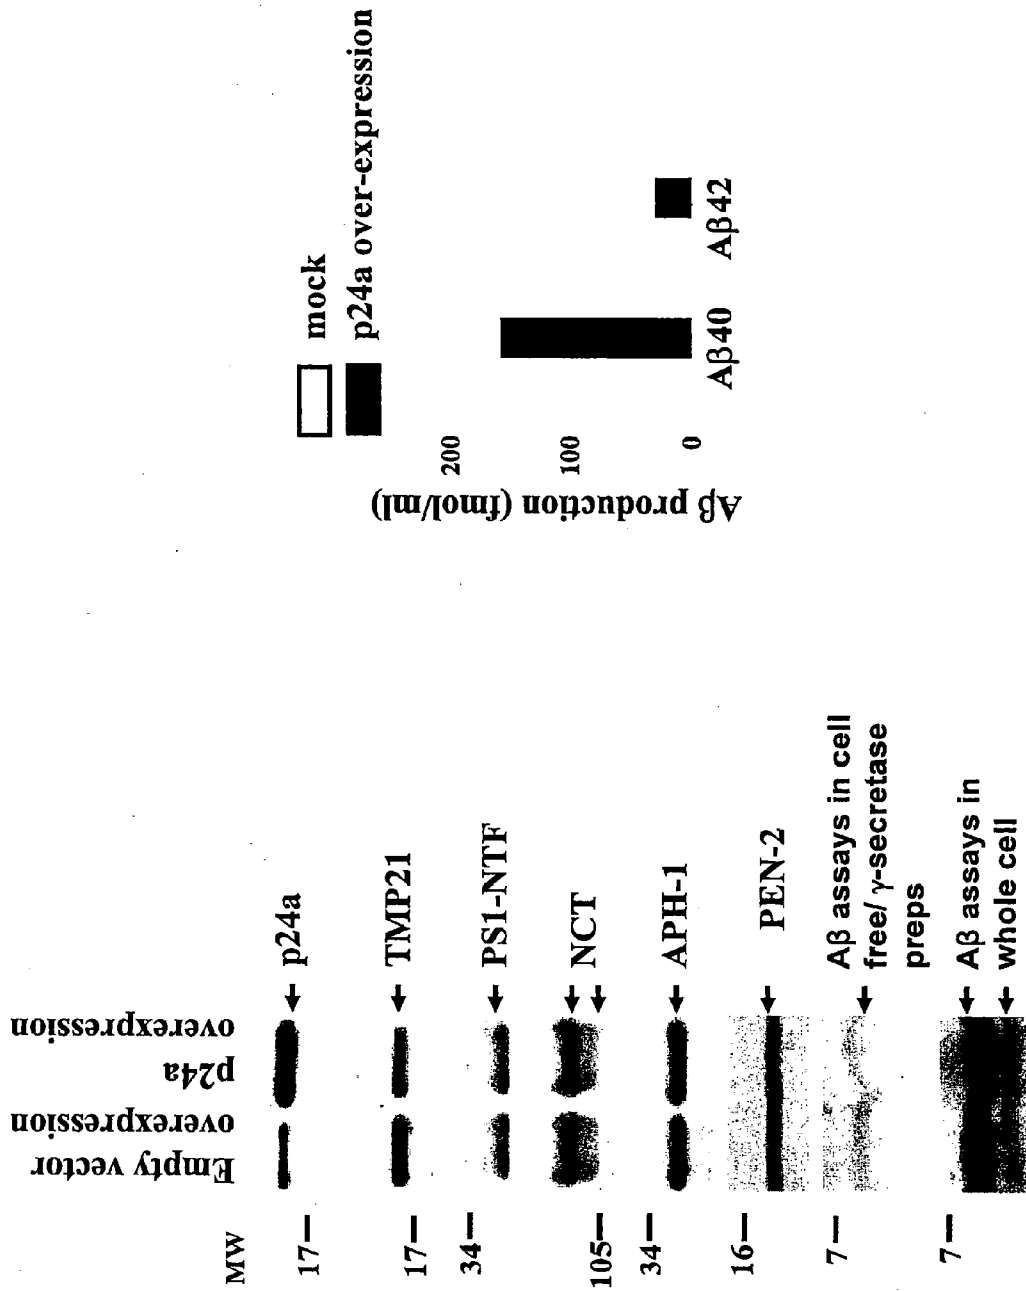 Empty vector
overexpression
p24a
overexpression
MW
17
p24a
17
TMP21
34
PS1-NTF
105
NCT
34
APH-1
16
PEN-2
7
Aβ assays in cell
free/ γ-secretase
preps
7
Aβ assays in
whole cell
mock
p24a over-expression
Aβ production (fmol/ml)
200
100
0
Aβ40
Aβ42